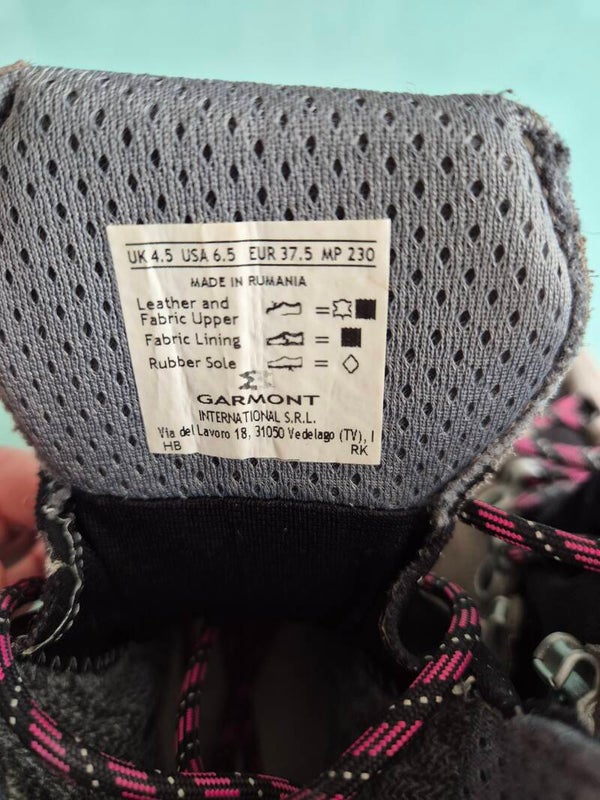 UK 4.5 USA 6.5 EUR 37.5 MP 230
MADE IN RUMANIA
Leather and
Fabric Upper
Fabric Lining
Rubber Sole
GARMONT
INTERNATIONAL S.R.L.
Via del Lavoro 18, 31050 Vedelago (TV), I
HB RK